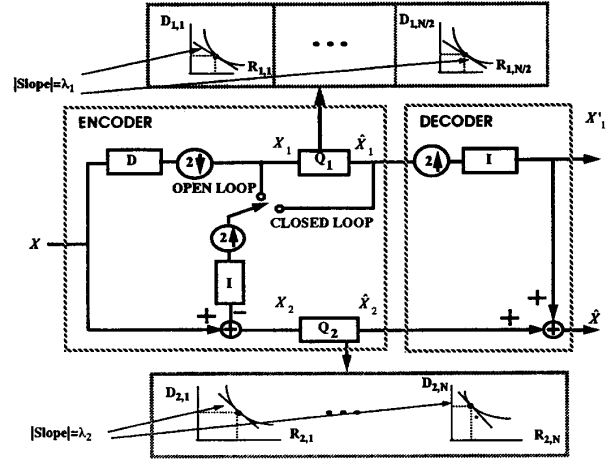 D1,1
R1,1
• • •
D1,N/2
R1,N/2
|Slope|=λ1
ENCODER
DECODER
X'1
X1
X̂1
D
2
Q1
2
I
OPEN LOOP
CLOSED LOOP
2
X
I
+
−
X2
X̂2
+
+
+
Q2
+
X̂
D2,1
R2,1
• • •
D2,N
R2,N
|Slope|=λ2